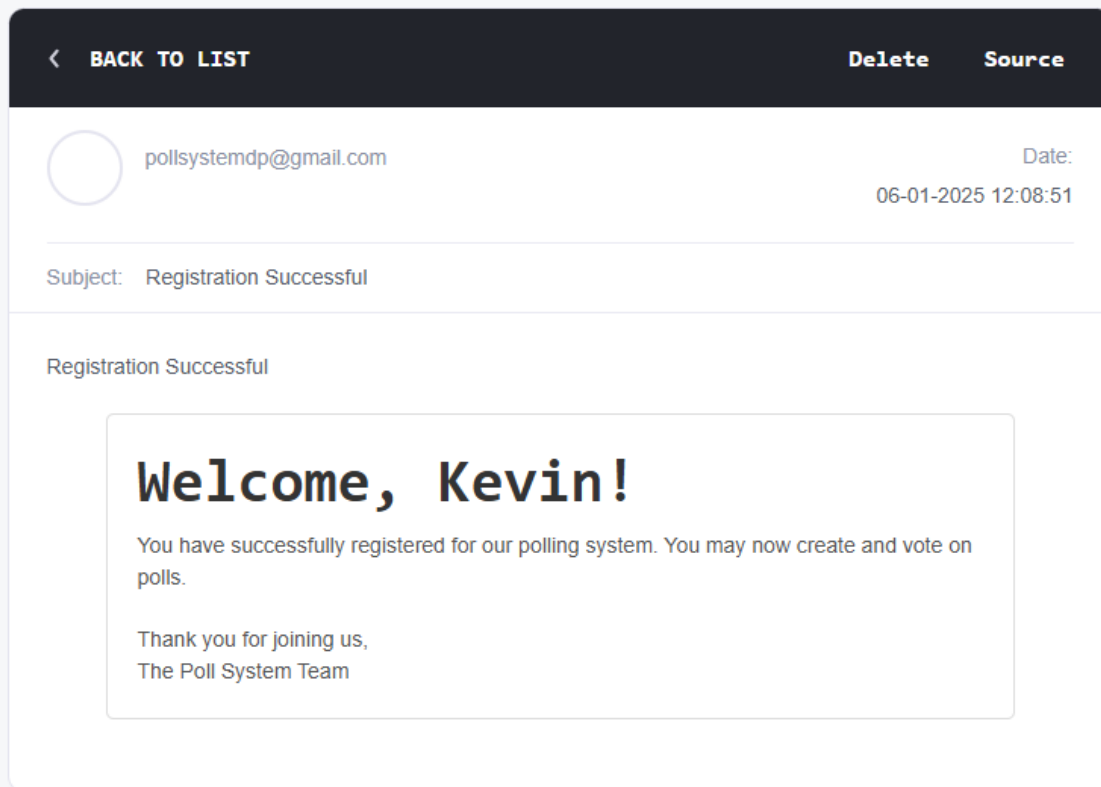 BACK TO LIST Delete Source
pollsystemdp@gmail.com
Date:
06-01-2025 12:08:51
Subject: Registration Successful
Registration Successful
Welcome, Kevin!
You have successfully registered for our polling system. You may now create and vote on
polls.
Thank you for joining us,
The Poll System Team